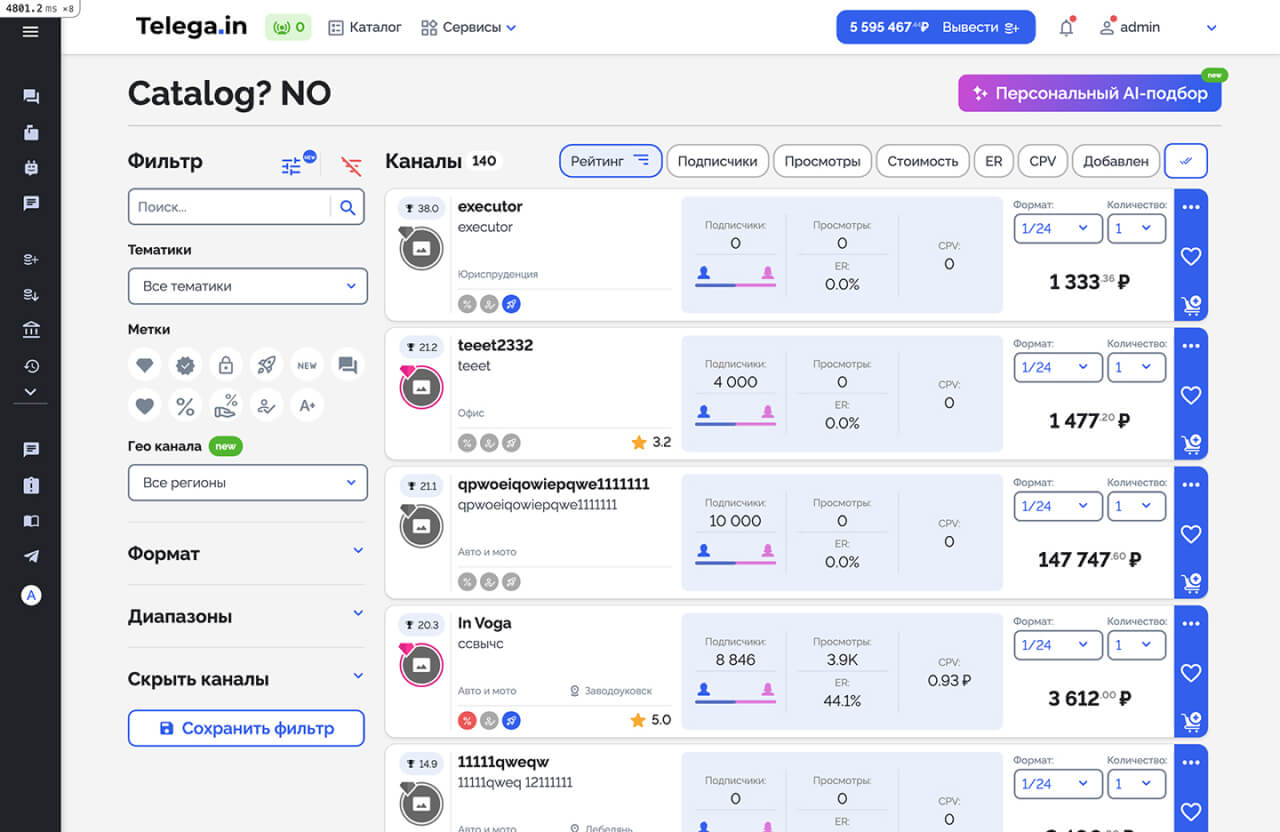 4801.2 ms ×8
Telega.in
0
Каталог
Сервисы
5 595 467.44₽ Вывести
admin
Catalog? NO
new
Персональный AI-подбор
Фильтр
NEW
Поиск...
Тематики
Все тематики
Метки
NEW
%
%
A+
Гео канала new
Все регионы
Формат
Диапазоны
Скрыть каналы
Сохранить фильтр
A
Каналы 140
Рейтинг
Подписчики
Просмотры
Стоимость
ER
CPV
Добавлен
38.0
executor
executor
Юриспруденция
%
Подписчики:
0
Просмотры:
0
ER:
0.0%
CPV:
0
Формат:
1/24
Количество:
1
1 333.36 ₽
21.2
teeet2332
teeet
Офис
%
3.2
Подписчики:
4 000
Просмотры:
0
ER:
0.0%
CPV:
0
Формат:
1/24
Количество:
1
1 477.20 ₽
21.1
qpwoeiqowiepqwe1111111
qpwoeiqowiepqwe1111111
Авто и мото
%
Подписчики:
10 000
Просмотры:
0
ER:
0.0%
CPV:
0
Формат:
1/24
Количество:
1
147 747.60 ₽
20.3
In Voga
ссвычс
Авто и мото
Заводоуковск
%
5.0
Подписчики:
8 846
Просмотры:
3.9K
ER:
44.1%
CPV:
0.93 ₽
Формат:
1/24
Количество:
1
3 612.00 ₽
14.9
11111qweqw
11111qweq 12111111
Авто и мото
Лебедянь
Подписчики:
0
Просмотры:
0
ER:
CPV:
0
Формат:
1/24
Количество:
1